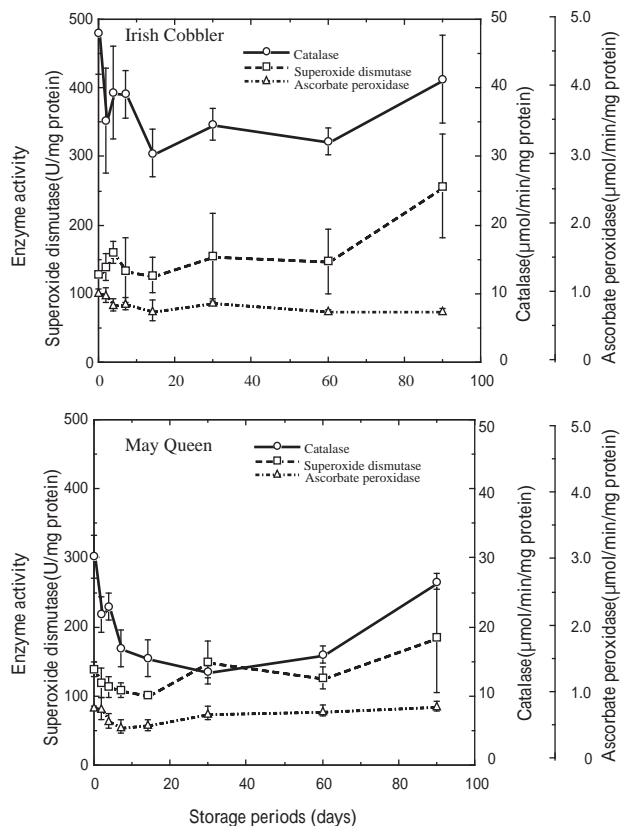 Irish Cobbler
Catalase
Superoxide dismutase
Ascorbate peroxidase
Enzyme activity
Superoxide dismutase(U/mg protein)
500
400
300
200
100
0
0 20 40 60 80 100
50
40
30
20
10
0
Catalase(µmol/min/mg protein)
5.0
4.0
3.0
2.0
1.0
0
Ascorbate peroxidase(µmol/min/mg protein)
May Queen
Catalase
Superoxide dismutase
Ascorbate peroxidase
Enzyme activity
Superoxide dismutase(U/mg protein)
500
400
300
200
100
0
0 20 40 60 80 100
Storage periods (days)
50
40
30
20
10
0
Catalase(µmol/min/mg protein)
5.0
4.0
3.0
2.0
1.0
0
Ascorbate peroxidase(µmol/min/mg protein)